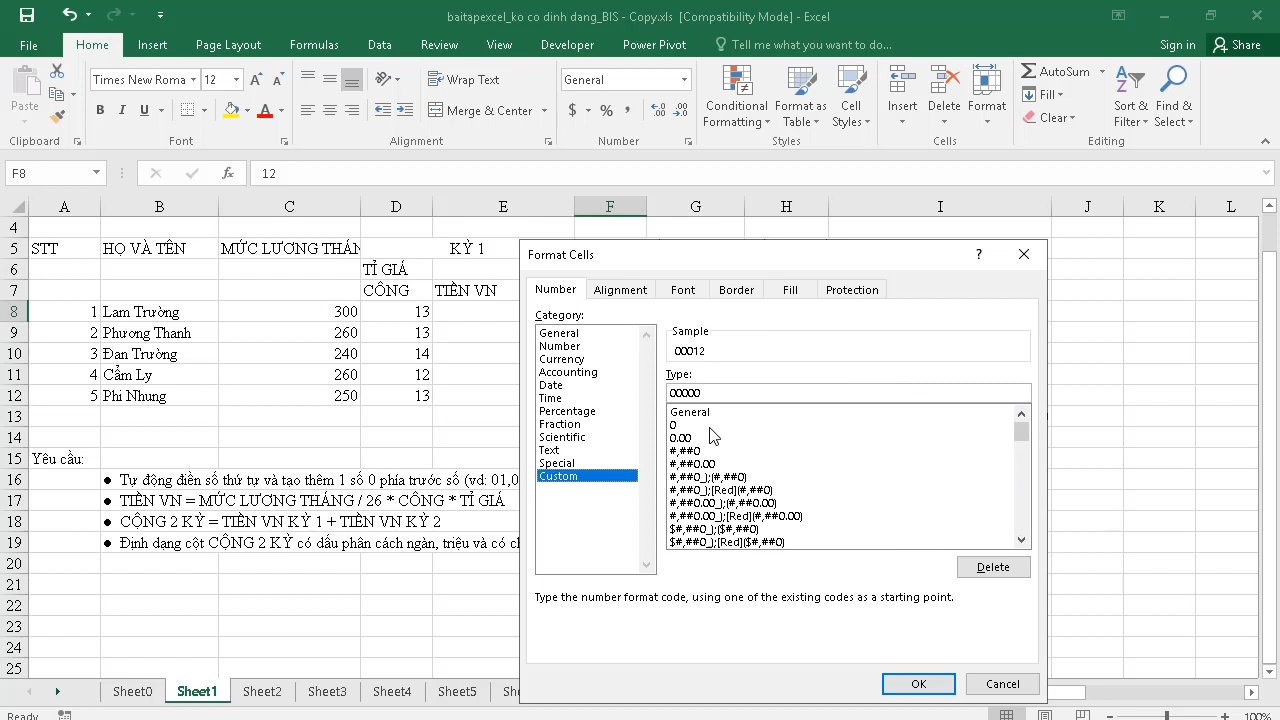 baitapexcel_ko co dinh dang_BIS - Copy.xls [Compatibility Mode] - Excel
File Home Insert Page Layout Formulas Data Review View Developer Power Pivot Tell me what you want to do... Sign in Share
Times New Roma 12 Wrap Text General AutoSum
Paste B I U Merge & Center $ % Conditional Formatting Format as Table Cell Styles Insert Delete Format Fill Clear Sort & Filter Find & Select
Clipboard Font Alignment Number Styles Cells Editing
F8 fx 12
A B C D E F G H I J K L
4
5 STT HỌ VÀ TÊN MỨC LƯƠNG THÁN KỲ 1
6 TỈ GIÁ
7 CÔNG TIỀN VN
8 1 Lam Trường 300 13
9 2 Phương Thanh 260 13
10 3 Đan Trường 240 14
11 4 Cẩm Ly 260 12
12 5 Phi Nhung 250 13
13
14
15 Yêu cầu:
16 ● Tự động điền số thứ tự và có thêm 1 số 0 phía trước số (vd: 01,0
17 ● TIỀN VN = MỨC LƯƠNG THÁNG / 26 * CÔNG * TỈ GIÁ
18 ● CỘNG 2 KỲ = TIỀN VN KỲ 1 + TIỀN VN KỲ 2
19 ● Định dạng cột CỘNG 2 KỲ có dấu phân cách ngàn, triệu và có ch
20
21
22
23
24
25
Format Cells ?
Number Alignment Font Border Fill Protection
Category:
General
Number
Currency
Accounting
Date
Time
Percentage
Fraction
Scientific
Text
Special
Custom
Sample
00012
Type:
00000
General
0
0.00
#,##0
#,##0.00
#,##0_);(#,##0)
#,##0_);[Red](#,##0)
#,##0.00_);(#,##0.00)
#,##0.00_);[Red](#,##0.00)
$#,##0_);($#,##0)
$#,##0_);[Red]($#,##0)
Delete
Type the number format code, using one of the existing codes as a starting point.
OK Cancel
Sheet0 Sheet1 Sheet2 Sheet3 Sheet4 Sheet5
Ready 100%